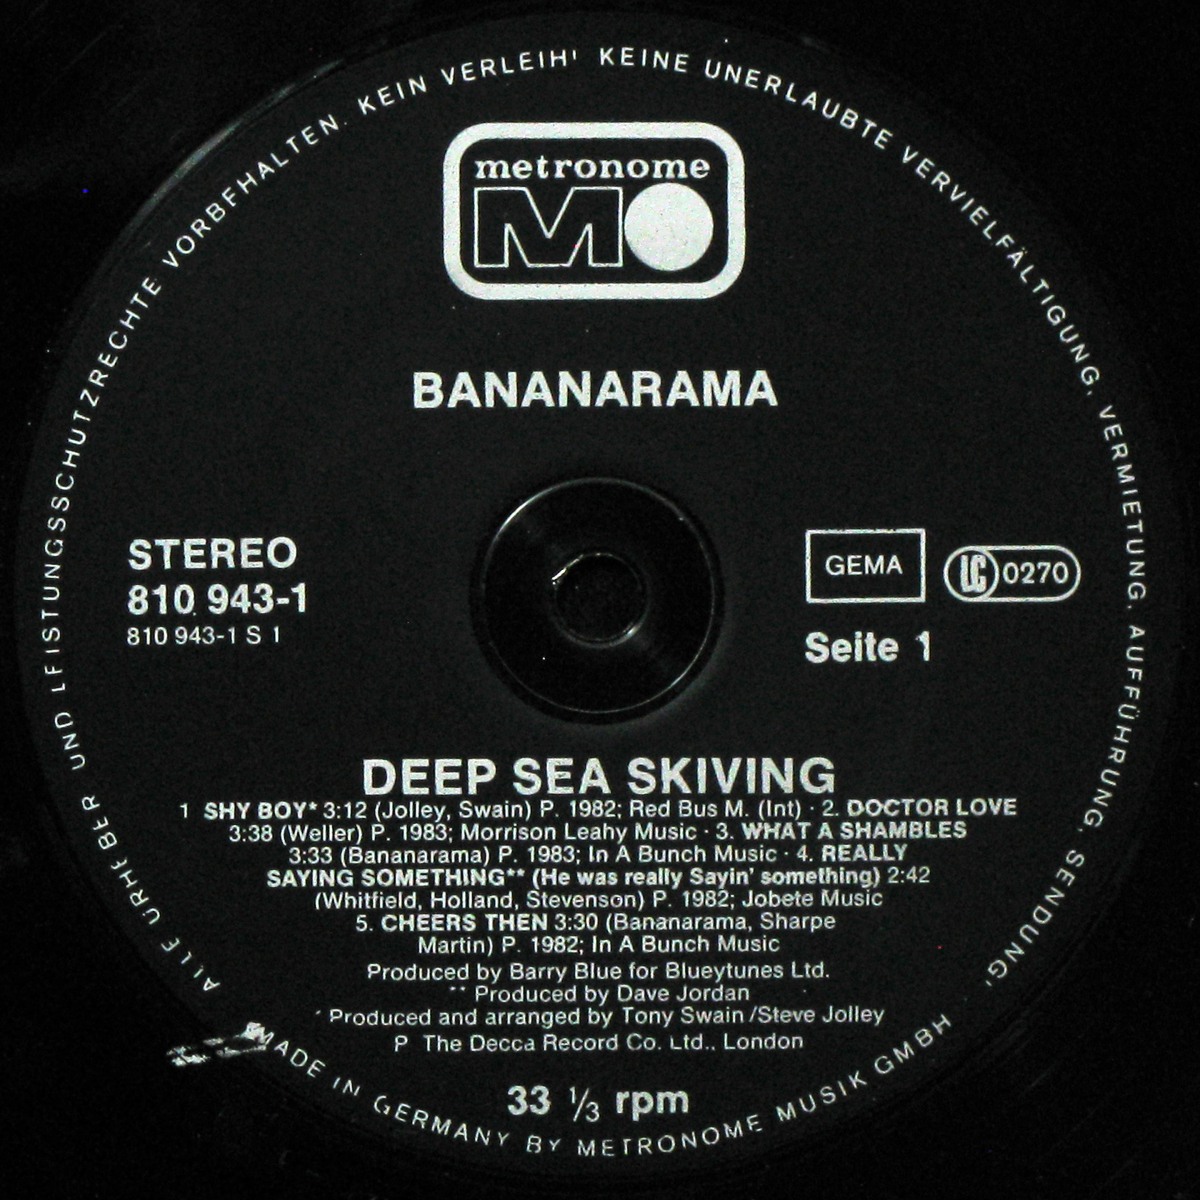 ALLE URHEBER UND LEISTUNGSSCHUTZRECHTE VORBEHALTEN. KEIN VERLEIH! KEINE UNERLAUBTE VERVIELFÄLTIGUNG, VERMIETUNG, AUFFÜHRUNG, SENDUNG!
metronome
MO
BANANARAMA
STEREO
810 943-1
810 943-1 S 1
GEMA
LC 0270
Seite 1
DEEP SEA SKIVING
1 SHY BOY* 3:12 (Jolley, Swain) P. 1982; Red Bus M. (Int) · 2. DOCTOR LOVE
3:38 (Weller) P. 1983; Morrison Leahy Music · 3. WHAT A SHAMBLES
3:33 (Bananarama) P. 1983; In A Bunch Music · 4. REALLY
SAYING SOMETHING** (He was really Sayin' something) 2:42
(Whitfield, Holland, Stevenson) P. 1982; Jobete Music
5. CHEERS THEN 3:30 (Bananarama, Sharpe
Martin) P. 1982; In A Bunch Music
Produced by Barry Blue for Blueytunes Ltd.
** Produced by Dave Jordan
* Produced and arranged by Tony Swain/Steve Jolley
P The Decca Record Co. Ltd., London
33 1/3 rpm
MADE IN GERMANY BY METRONOME MUSIK GMBH